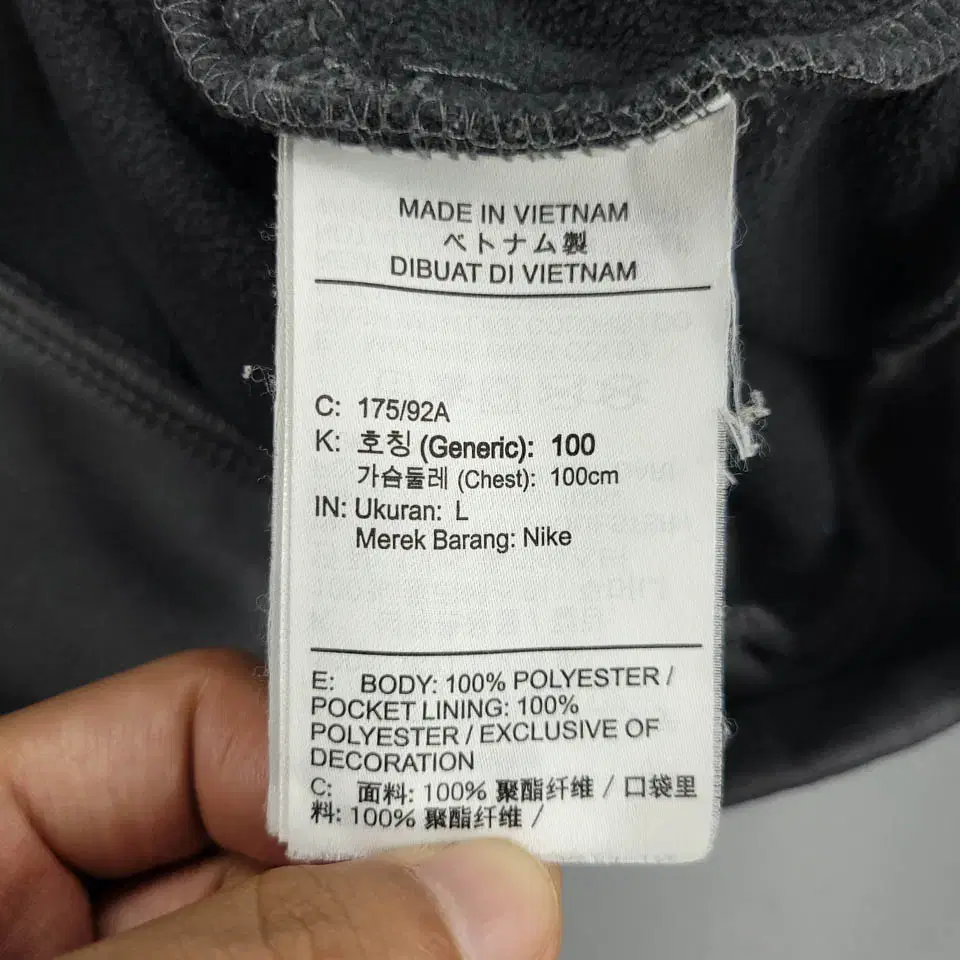 MADE IN VIETNAM
ベトナム製
DIBUAT DI VIETNAM
C: 175/92A
K: 호칭 (Generic): 100
가슴둘레 (Chest): 100cm
IN: Ukuran: L
Merek Barang: Nike
E: BODY: 100% POLYESTER /
POCKET LINING: 100%
POLYESTER / EXCLUSIVE OF
DECORATION
C: 面料: 100% 聚酯纤维 / 口袋里
料: 100% 聚酯纤维 /